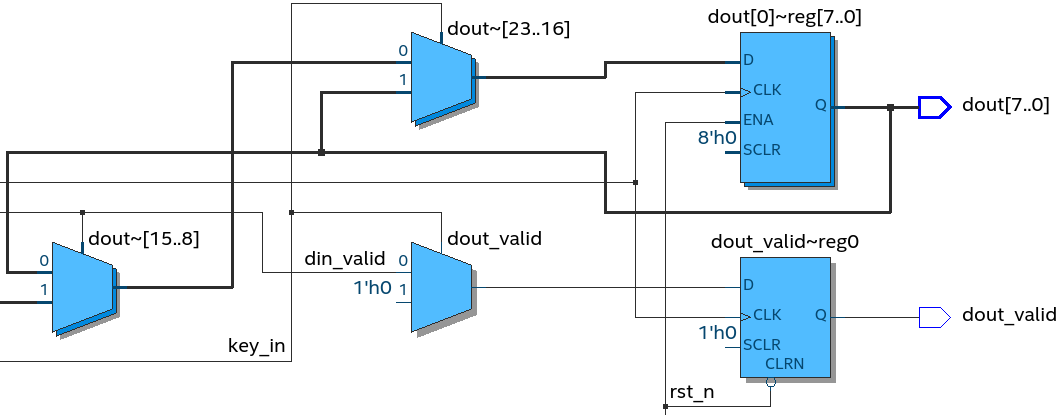 dout[0]~reg[7..0]
dout~[23..16]
0
D
1
CLK
Q
dout[7..0]
ENA
8'h0
SCLR
dout~[15..8]
dout_valid
dout_valid~reg0
0
din_valid
0
1
1'h0
1
D
CLK
Q
dout_valid
1'h0
SCLR
key_in
CLRN
rst_n